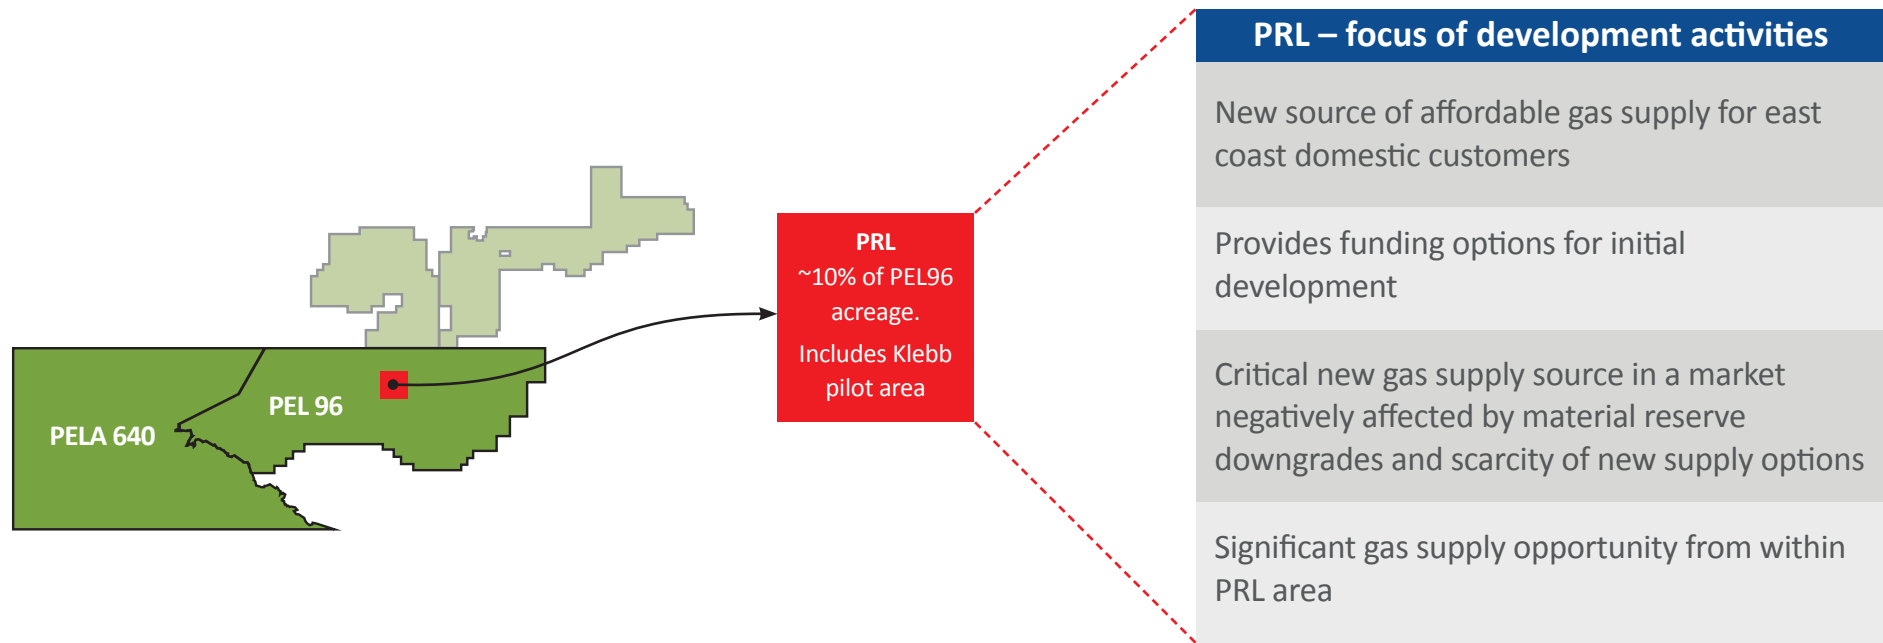 PRL – focus of development activities
New source of affordable gas supply for east
coast domestic customers
Provides funding options for initial
development
Critical new gas supply source in a market
negatively affected by material reserve
downgrades and scarcity of new supply options
Significant gas supply opportunity from within
PRL area
PRL
~10% of PEL96
acreage.
Includes Klebb
pilot area
PEL 96
PELA 640